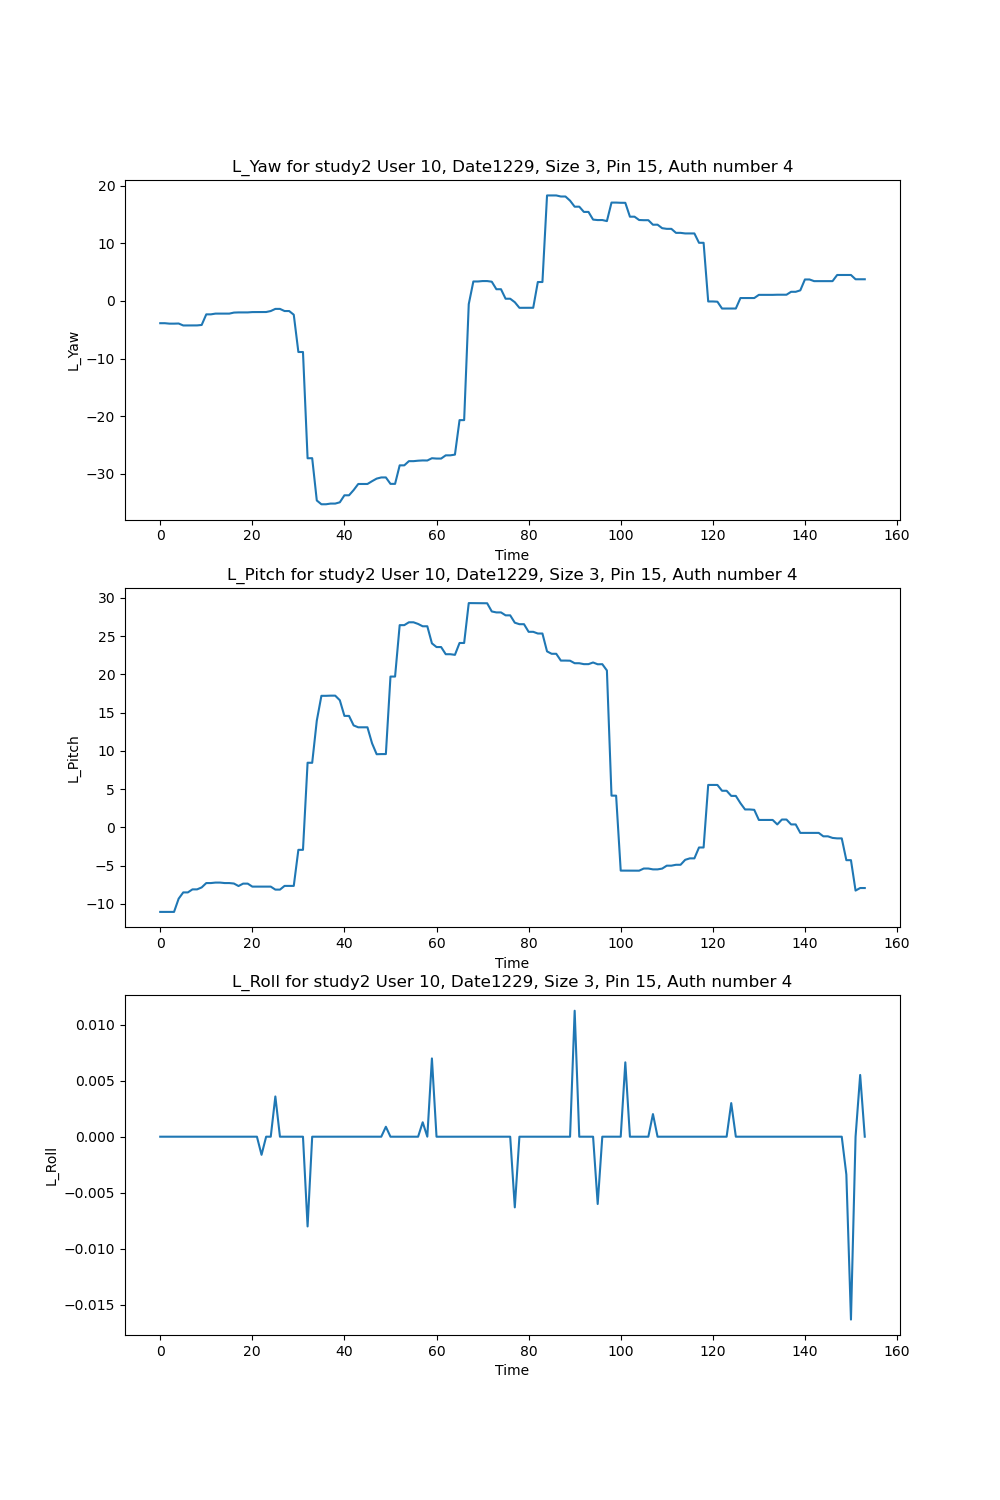 L_Yaw for study2 User 10, Date1229, Size 3, Pin 15, Auth number 4
20
10
0
−10
−20
−30
L_Yaw
0 20 40 60 80 100 120 140 160
Time
L_Pitch for study2 User 10, Date1229, Size 3, Pin 15, Auth number 4
30
25
20
15
10
5
0
−5
−10
L_Pitch
0 20 40 60 80 100 120 140 160
Time
L_Roll for study2 User 10, Date1229, Size 3, Pin 15, Auth number 4
0.010
0.005
0.000
−0.005
−0.010
−0.015
L_Roll
0 20 40 60 80 100 120 140 160
Time